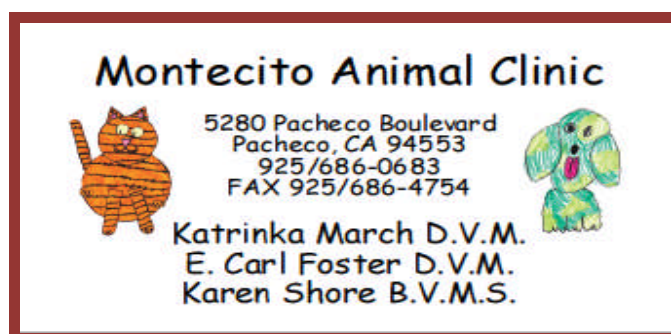 Montecito Animal Clinic
5280 Pacheco Boulevard
Pacheco, CA 94553
925/686-0683
FAX 925/686-4754
Katrinka March D.V.M.
E. Carl Foster D.V.M.
Karen Shore B.V.M.S.